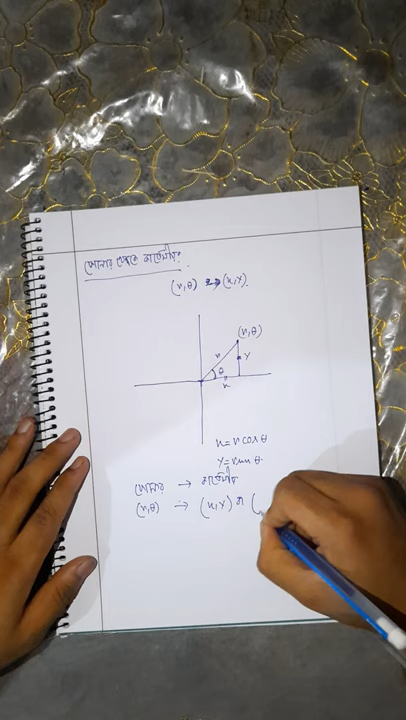 পোলার থেকে কার্তেসীয়:
(r,θ) → (x,y).
(r,θ)
r
y
θ
x
x = r cos θ
y = r sin θ.
পোলার → কার্তেসীয়
(r,θ) → (x,y) বা (